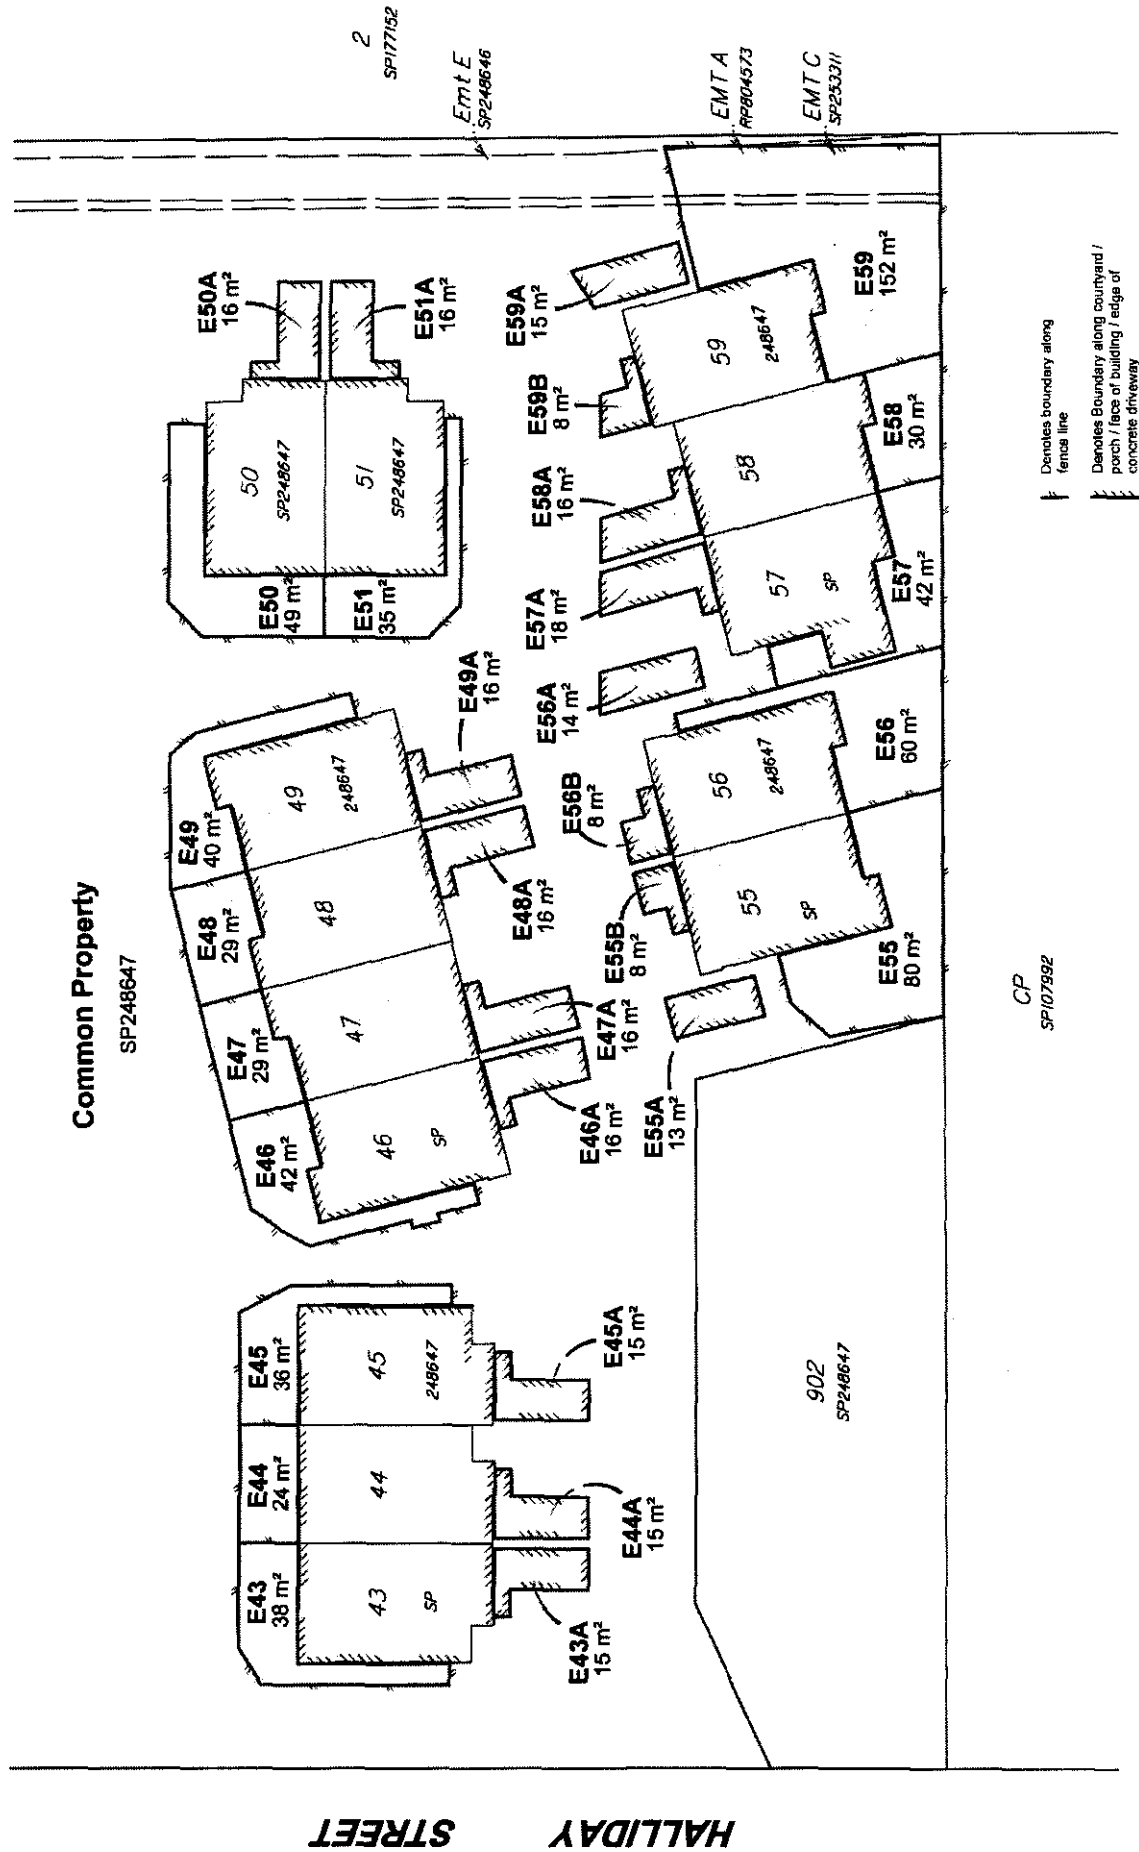 Common Property
SP248647
HALLIDAY STREET
E43
38 m²
E44
24 m²
E45
36 m²
43
SP
44
45
248647
E43A
15 m²
E44A
15 m²
E45A
15 m²
E46
42 m²
E47
29 m²
E48
29 m²
E49
40 m²
46
SP
47
48
49
248647
E46A
16 m²
E47A
16 m²
E48A
16 m²
E49A
16 m²
E50
49 m²
E51
35 m²
50
SP248647
51
SP248647
E50A
16 m²
E51A
16 m²
2
SP177152
Emt E
SP248646
EMT A
RP804573
EMT C
SP253311
E55A
13 m²
E55B
8 m²
E56B
8 m²
E56A
14 m²
E57A
18 m²
E58A
16 m²
E59B
8 m²
E59A
15 m²
55
SP
56
248647
57
SP
58
59
248647
E55
80 m²
E56
60 m²
E57
42 m²
E58
30 m²
E59
152 m²
902
SP248647
CP
SP107992
Denotes boundary along
fence line
Denotes Boundary along courtyard /
porch / face of building / edge of
concrete driveway